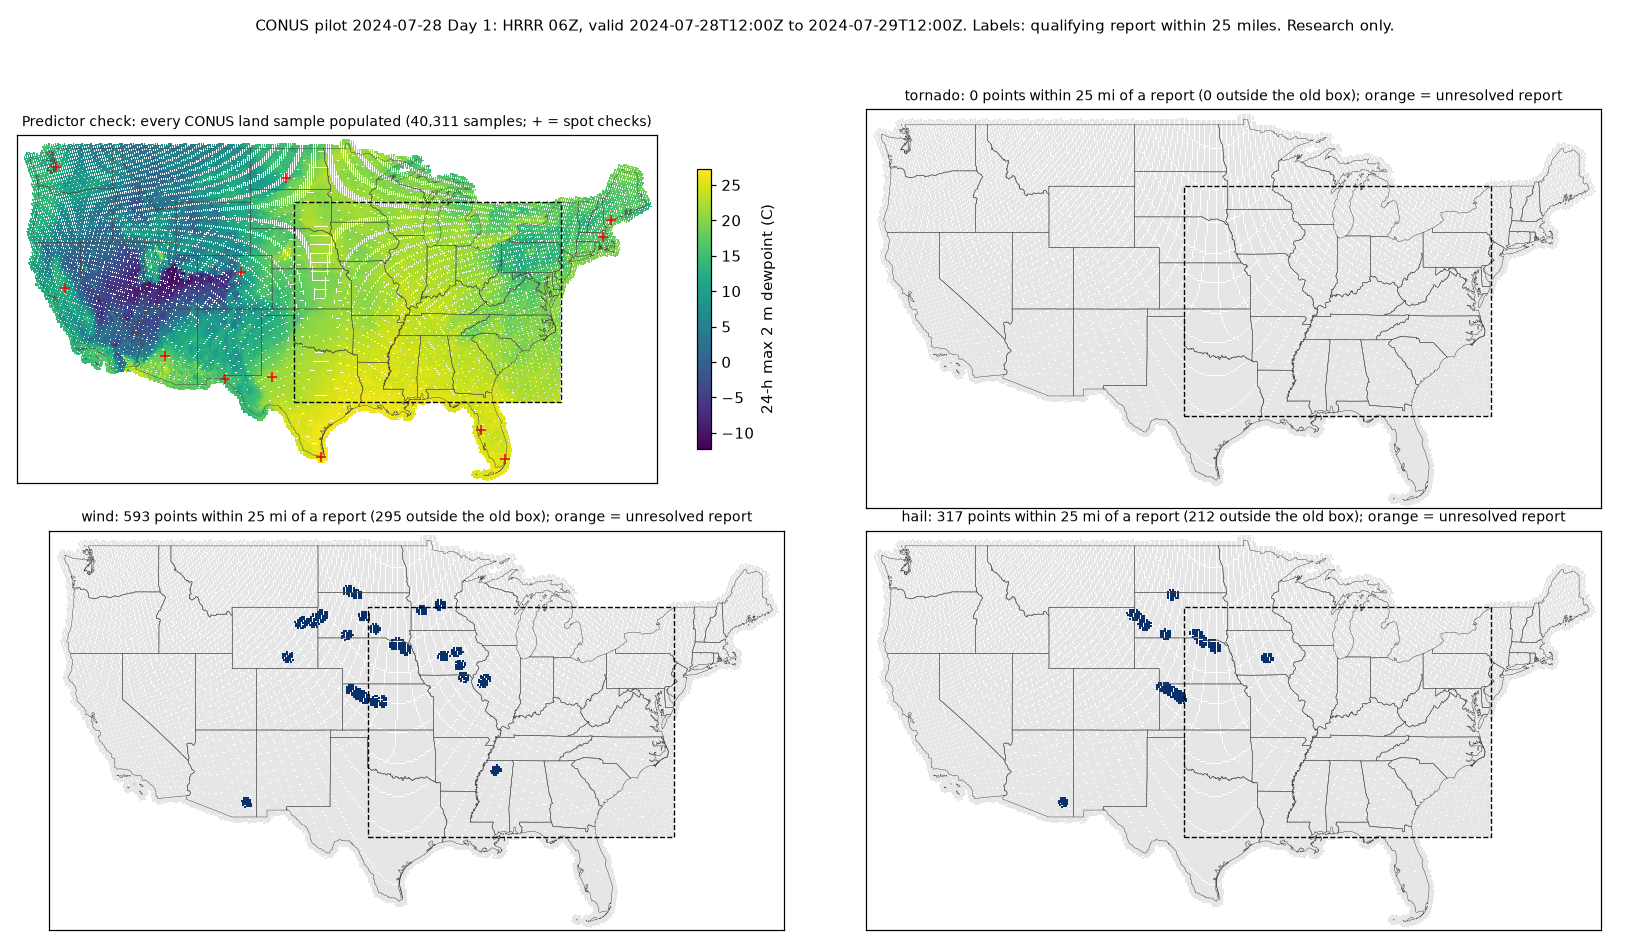 CONUS pilot 2024-07-28 Day 1: HRRR 06Z, valid 2024-07-28T12:00Z to 2024-07-29T12:00Z. Labels: qualifying report within 25 miles. Research only.
Predictor check: every CONUS land sample populated (40,311 samples; + = spot checks)
25
20
15
10
5
0
−5
−10
24-h max 2 m dewpoint (C)
tornado: 0 points within 25 mi of a report (0 outside the old box); orange = unresolved report
wind: 593 points within 25 mi of a report (295 outside the old box); orange = unresolved report
hail: 317 points within 25 mi of a report (212 outside the old box); orange = unresolved report